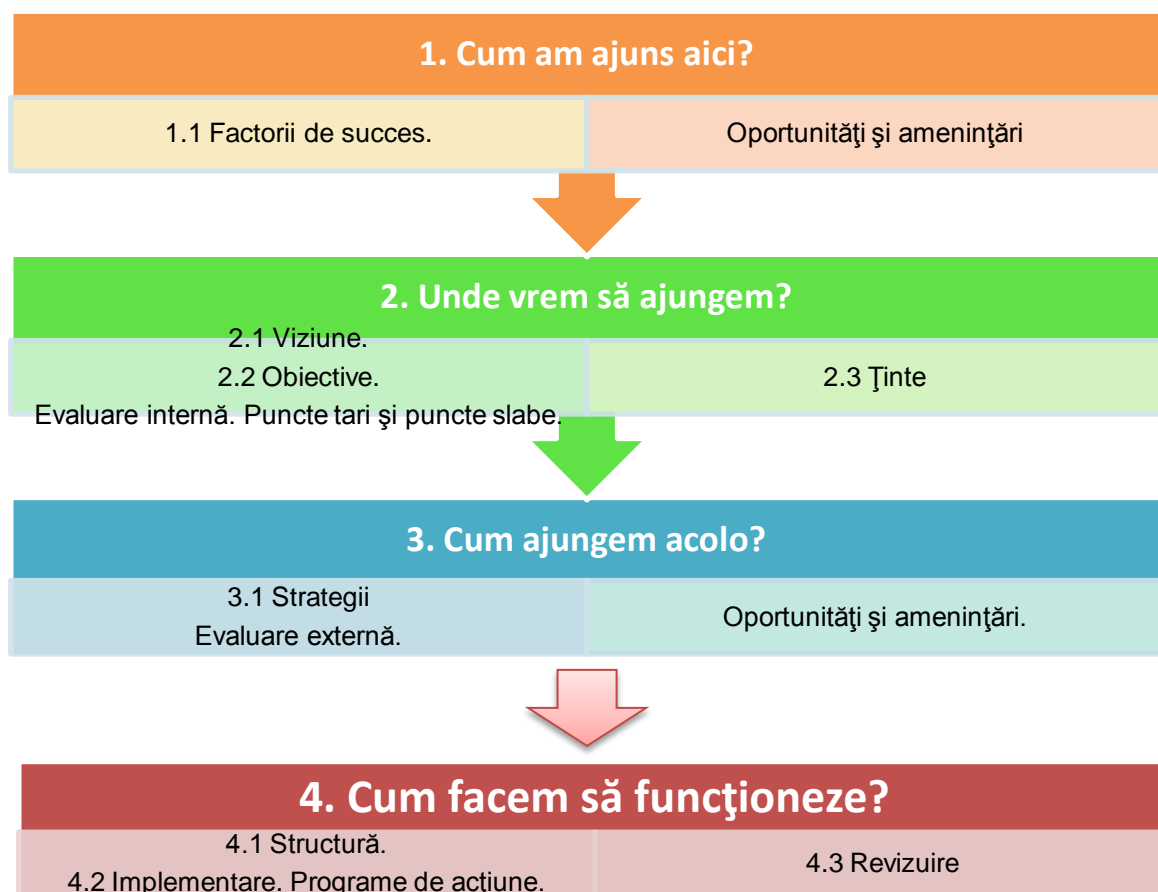 1. Cum am ajuns aici?
1.1 Factorii de succes.
Oportunităţi şi ameninţări
2. Unde vrem să ajungem?
2.1 Viziune.
2.2 Obiective.
Evaluare internă. Puncte tari şi puncte slabe.
2.3 Ţinte
3. Cum ajungem acolo?
3.1 Strategii
Evaluare externă.
Oportunităţi şi ameninţări.
4. Cum facem să funcţioneze?
4.1 Structură.
4.2 Implementare. Programe de acţiune.
4.3 Revizuire